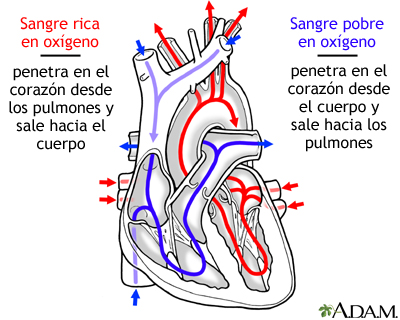 Sangre rica
en oxígeno
penetra en el
corazón desde
los pulmones y
sale hacia el
cuerpo
Sangre pobre
en oxígeno
penetra en el
corazón desde
el cuerpo y
sale hacia los
pulmones
A.D.A.M.